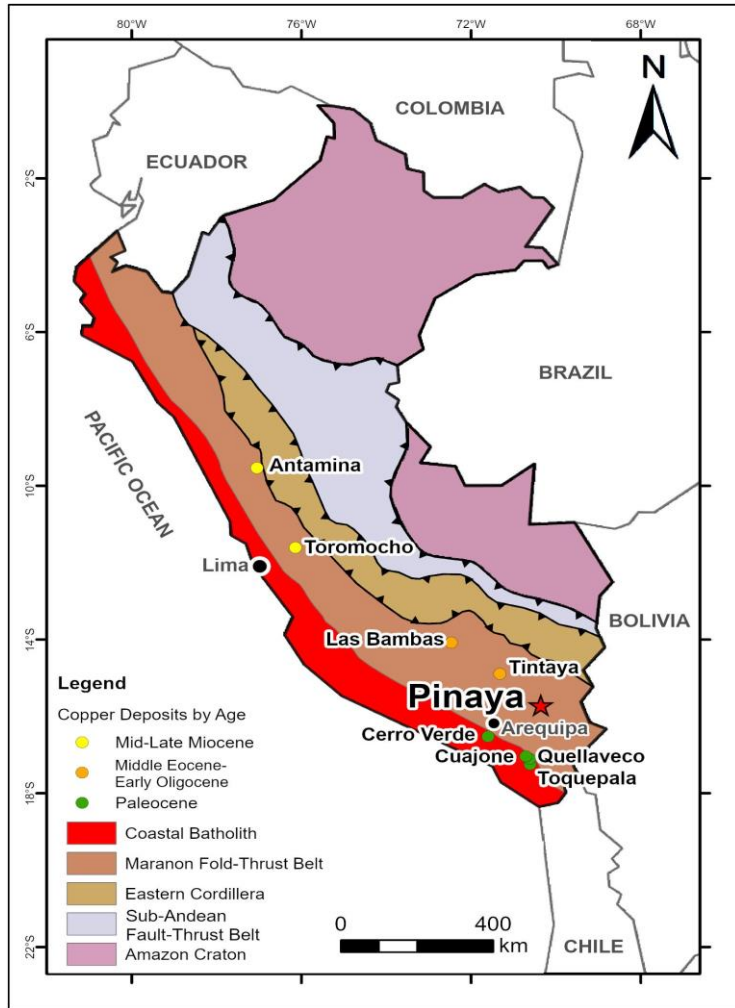 80°W
76°W
72°W
68°W
N
COLOMBIA
ECUADOR
2°S
6°S
BRAZIL
PACIFIC OCEAN
Antamina
10°S
Toromocho
Lima
BOLIVIA
14°S
Las Bambas
Tintaya
Pinaya
Arequipa
Cerro Verde
Cuajone
Quellaveco
Toquepala
18°S
Legend
Copper Deposits by Age
Mid-Late Miocene
Middle Eocene-
Early Oligocene
Paleocene
Coastal Batholith
Maranon Fold-Thrust Belt
Eastern Cordillera
Sub-Andean
Fault-Thrust Belt
Amazon Craton
0
400
km
22°S
CHILE